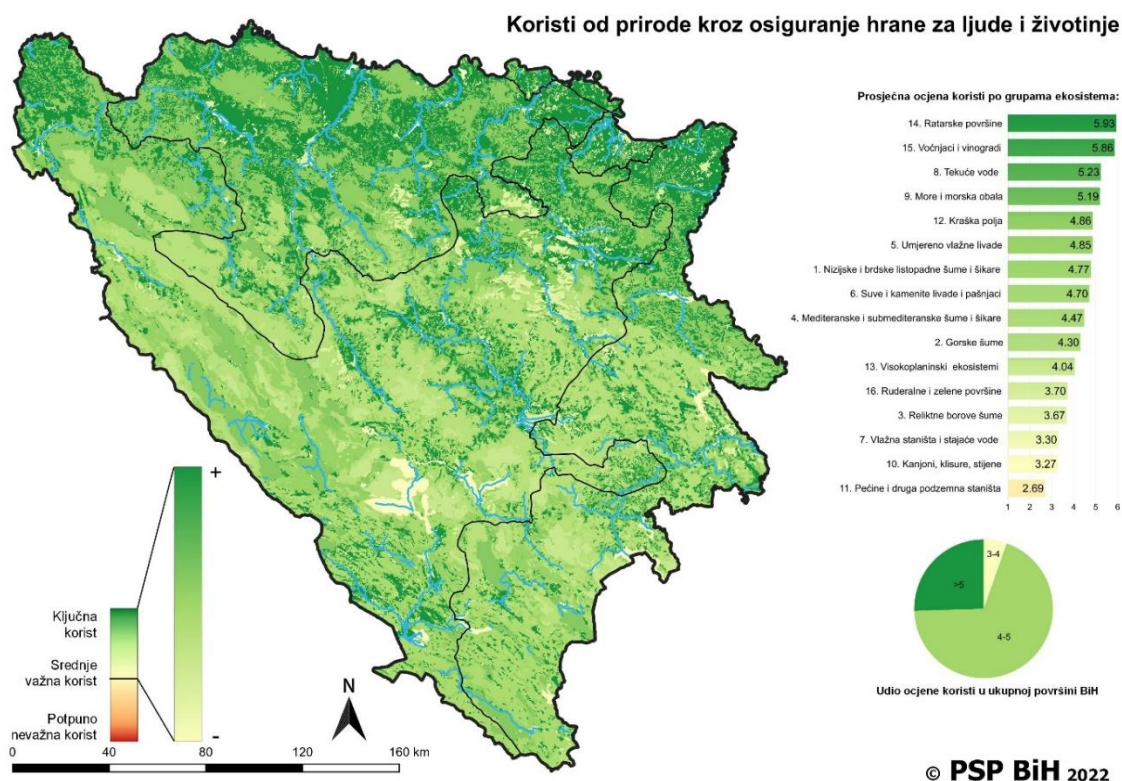 Koristi od prirode kroz osiguranje hrane za ljude i životinje
Prosječna ocjena koristi po grupama ekosistema:
14. Ratarske površine 5.93
15. Voćnjaci i vinogradi 5.86
8. Tekuće vode 5.23
9. More i morska obala 5.19
12. Kraška polja 4.86
5. Umjereno vlažne livade 4.85
1. Nizijske i brdske listopadne šume i šikare 4.77
6. Suve i kamenite livade i pašnjaci 4.70
4. Mediteranske i submediteranske šume i šikare 4.47
2. Gorske šume 4.30
13. Visokoplaninski ekosistemi 4.04
16. Ruderalne i zelene površine 3.70
3. Reliktne borove šume 3.67
7. Vlažna staništa i stajaće vode 3.30
10. Kanjoni, klisure, stijene 3.27
11. Pećine i druga podzemna staništa 2.69
1 2 3 4 5 6
3-4
>5
4-5
Udio ocjene koristi u ukupnoj površini BiH
+
Ključna
korist
Srednje
važna korist
Potpuno
nevažna korist
-
N
0 40 80 120 160 km
© PSP BiH 2022